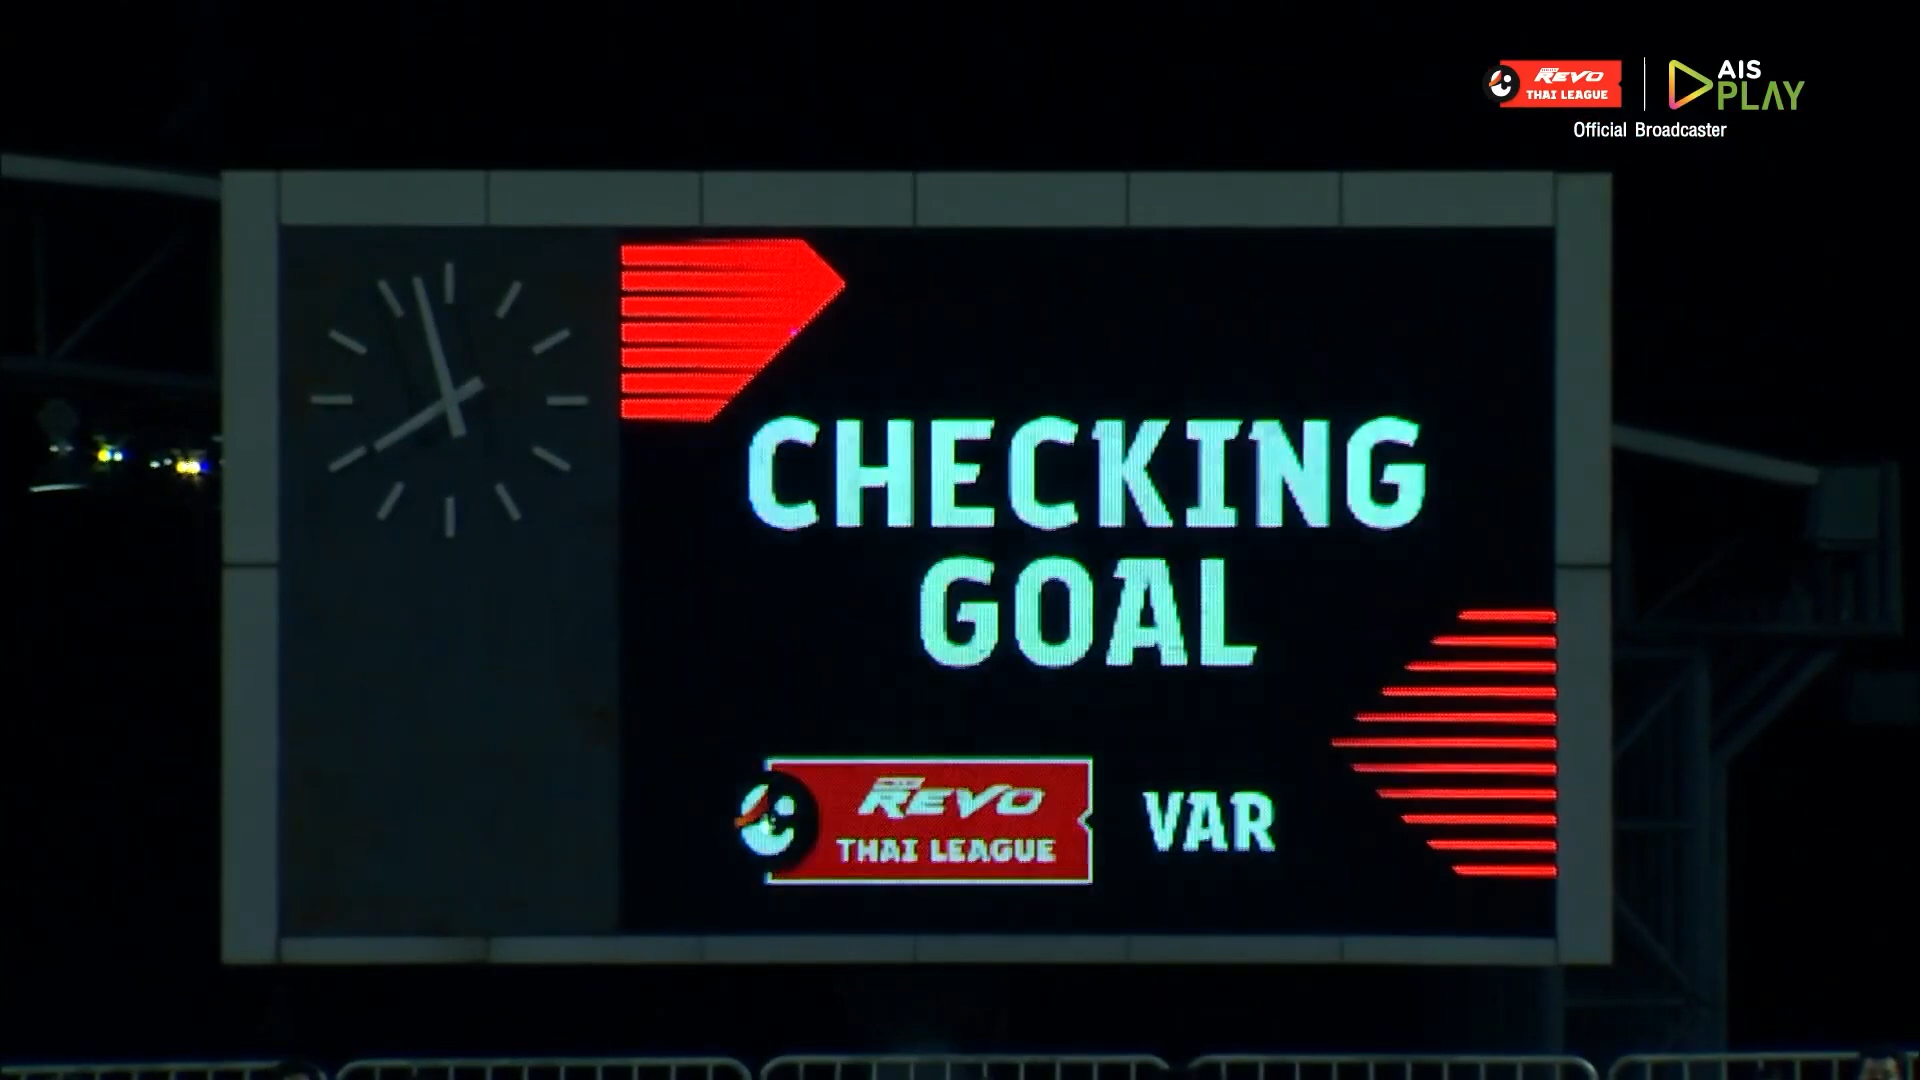 REVO
THAI LEAGUE
AIS
PLAY
Official Broadcaster
CHECKING
GOAL
REVO
THAI LEAGUE
VAR